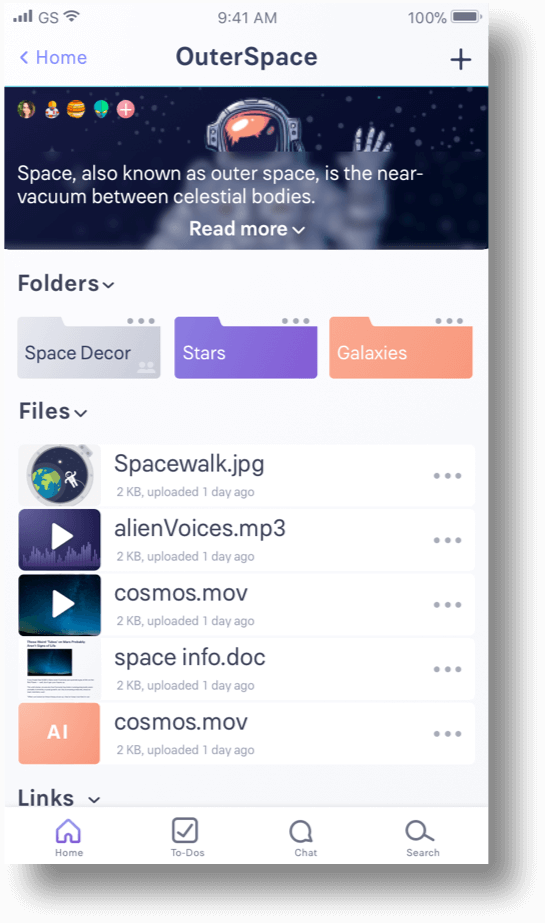 GS 9:41 AM 100%
Home OuterSpace
Space, also known as outer space, is the near-
vacuum between celestial bodies.
Read more
Folders
Space Decor Stars Galaxies
Files
Spacewalk.jpg
2 KB, uploaded 1 day ago
alienVoices.mp3
2 KB, uploaded 1 day ago
cosmos.mov
2 KB, uploaded 1 day ago
space info.doc
2 KB, uploaded 1 day ago
AI
cosmos.mov
2 KB, uploaded 1 day ago
Links
Home To-Dos Chat Search